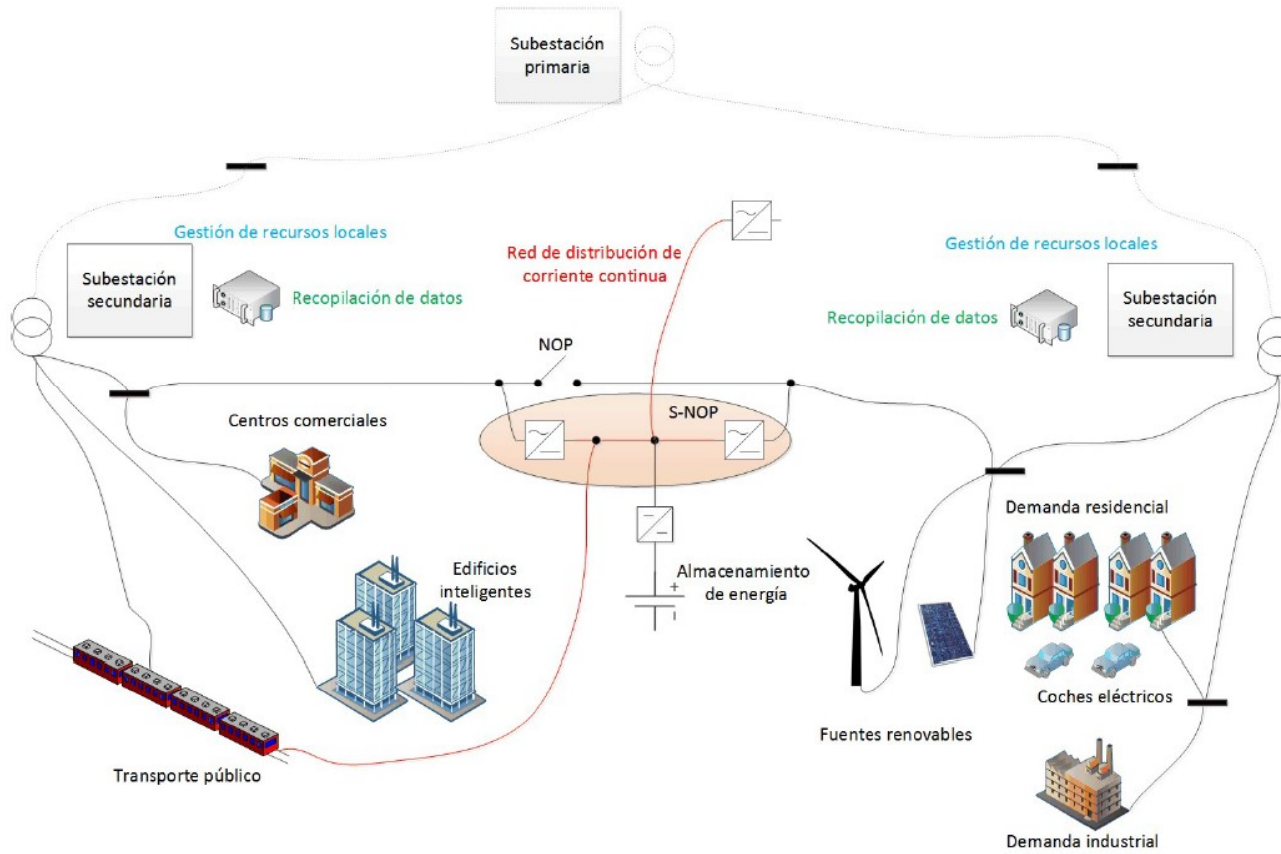 Subestación
primaria
Gestión de recursos locales
Subestación
secundaria
Recopilación de datos
Red de distribución de
corriente continua
Gestión de recursos locales
Recopilación de datos
Subestación
secundaria
NOP
S-NOP
Centros comerciales
Edificios
inteligentes
Almacenamiento
de energía
+
Demanda residencial
Coches eléctricos
Fuentes renovables
Transporte público
Demanda industrial